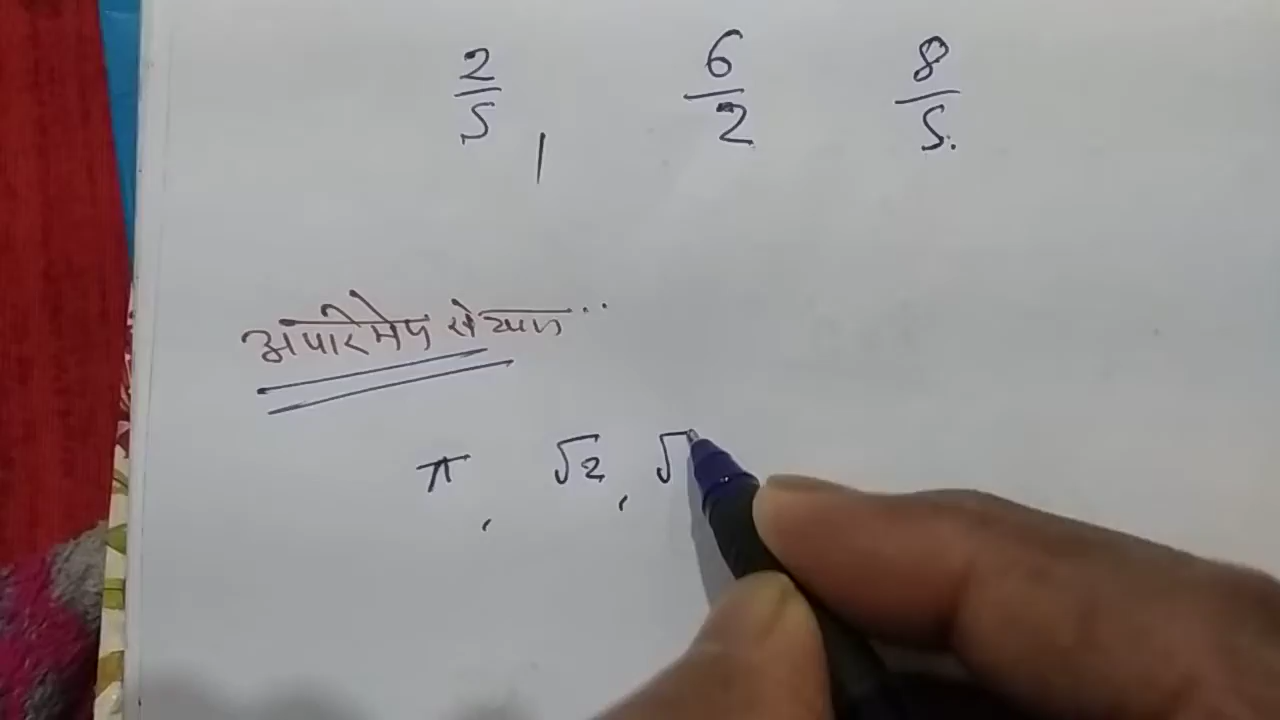 2/5, 6/2 8/5.
अपरिमेय संख्या..
π, √2, √